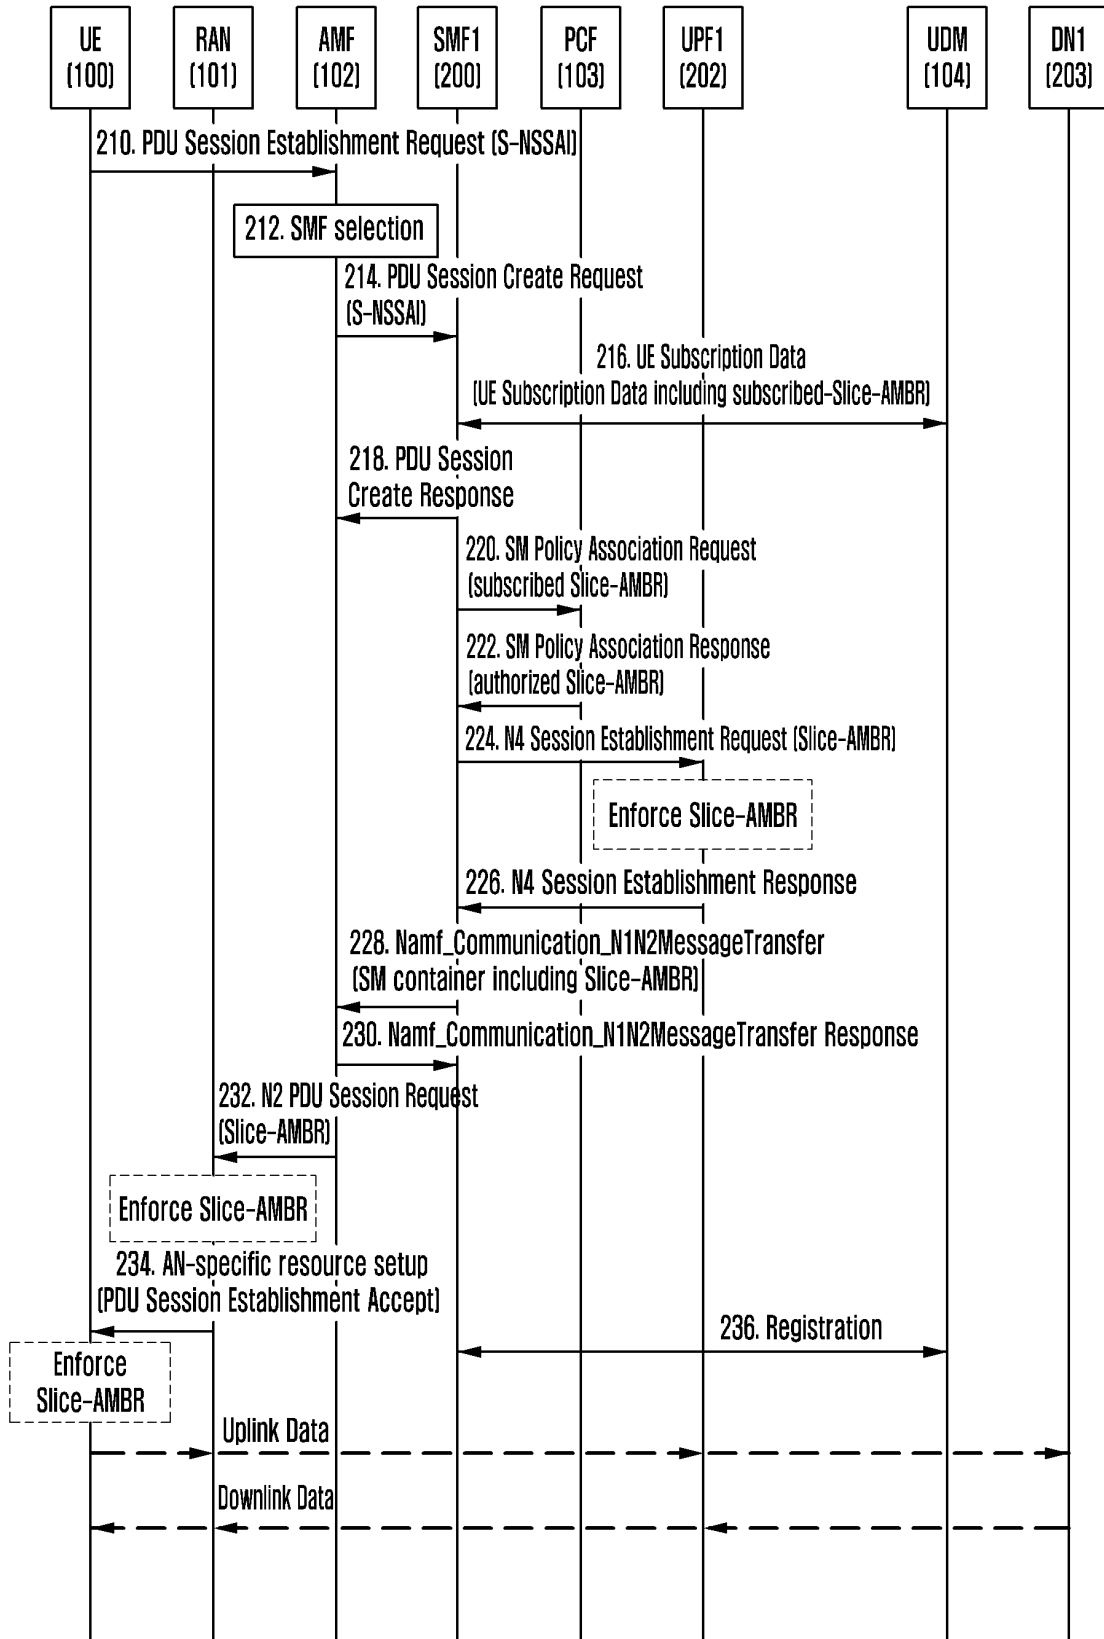 UE
(100)
RAN
(101)
AMF
(102)
SMF1
(200)
PCF
(103)
UPF1
(202)
UDM
(104)
DN1
(203)
210. PDU Session Establishment Request (S-NSSAI)
212. SMF selection
214. PDU Session Create Request
(S-NSSAI)
216. UE Subscription Data
(UE Subscription Data including subscribed-Slice-AMBR)
218. PDU Session
Create Response
220. SM Policy Association Request
(subscribed Slice-AMBR)
222. SM Policy Association Response
(authorized Slice-AMBR)
224. N4 Session Establishment Request (Slice-AMBR)
Enforce Slice-AMBR
226. N4 Session Establishment Response
228. Namf_Communication_N1N2MessageTransfer
(SM container including Slice-AMBR)
230. Namf_Communication_N1N2MessageTransfer Response
232. N2 PDU Session Request
(Slice-AMBR)
Enforce Slice-AMBR
234. AN-specific resource setup
(PDU Session Establishment Accept)
236. Registration
Enforce
Slice-AMBR
Uplink Data
Downlink Data